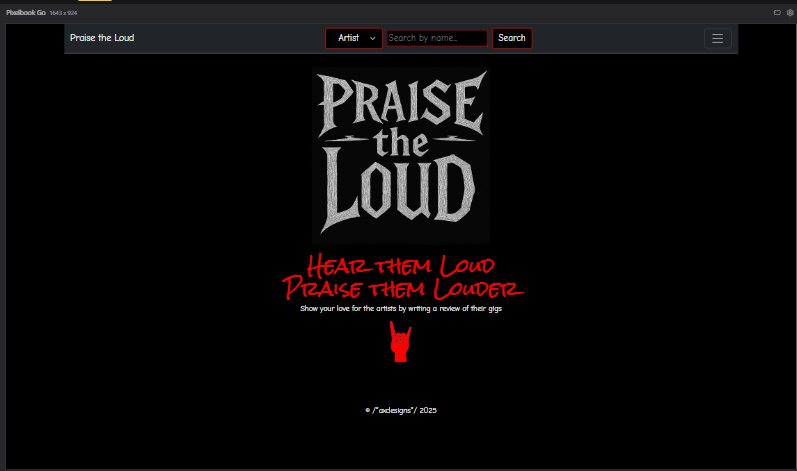 Pixelbook Go 1643 x 924
Praise the Loud Artist Search by name... Search
PRAISE
the
LOUD
Hear them Loud
Praise them Louder
Show your love for the artists by writing a review of their gigs
© /"axdesigns"/ 2025